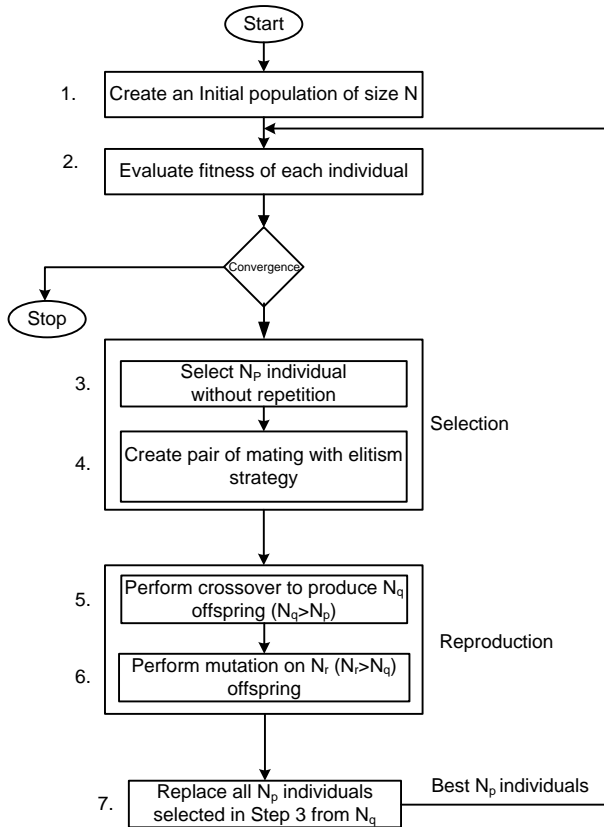 Start
1.
Create an Initial population of size N
2.
Evaluate fitness of each individual
Convergence
Stop
3.
Select N_P individual
without repetition
4.
Create pair of mating with elitism
strategy
Selection
5.
Perform crossover to produce N_q
offspring (N_q>N_p)
6.
Perform mutation on N_r (N_r>N_q)
offspring
Reproduction
7.
Replace all N_p individuals
selected in Step 3 from N_q
Best N_p individuals